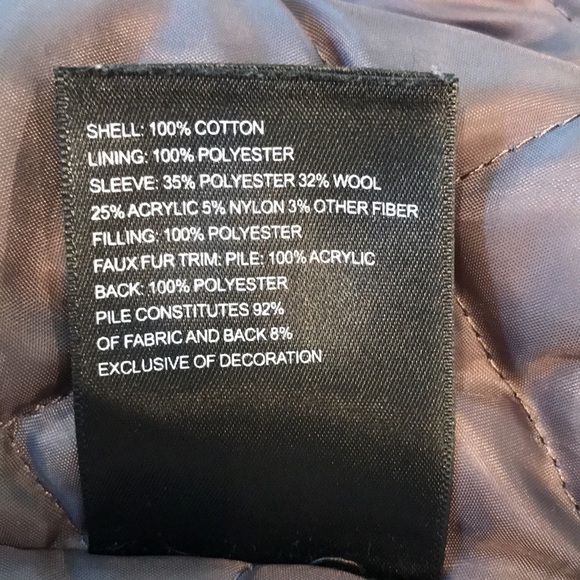 SHELL: 100% COTTON
LINING: 100% POLYESTER
SLEEVE: 35% POLYESTER 32% WOOL
25% ACRYLIC 5% NYLON 3% OTHER FIBER
FILLING: 100% POLYESTER
FAUX FUR TRIM: PILE: 100% ACRYLIC
BACK: 100% POLYESTER
PILE CONSTITUTES 92%
OF FABRIC AND BACK 8%
EXCLUSIVE OF DECORATION